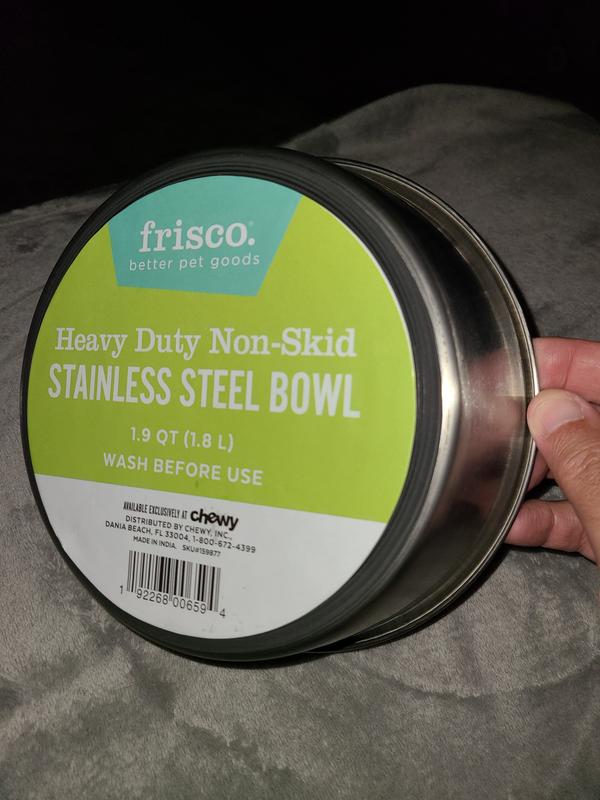 frisco.
better pet goods
Heavy Duty Non-Skid
STAINLESS STEEL BOWL
1.9 QT (1.8 L)
WASH BEFORE USE
AVAILABLE EXCLUSIVELY AT chewy
DISTRIBUTED BY CHEWY, INC.,
DANIA BEACH, FL 33004, 1-800-672-4399
MADE IN INDIA. SKU#159877
1 92268 00659 4